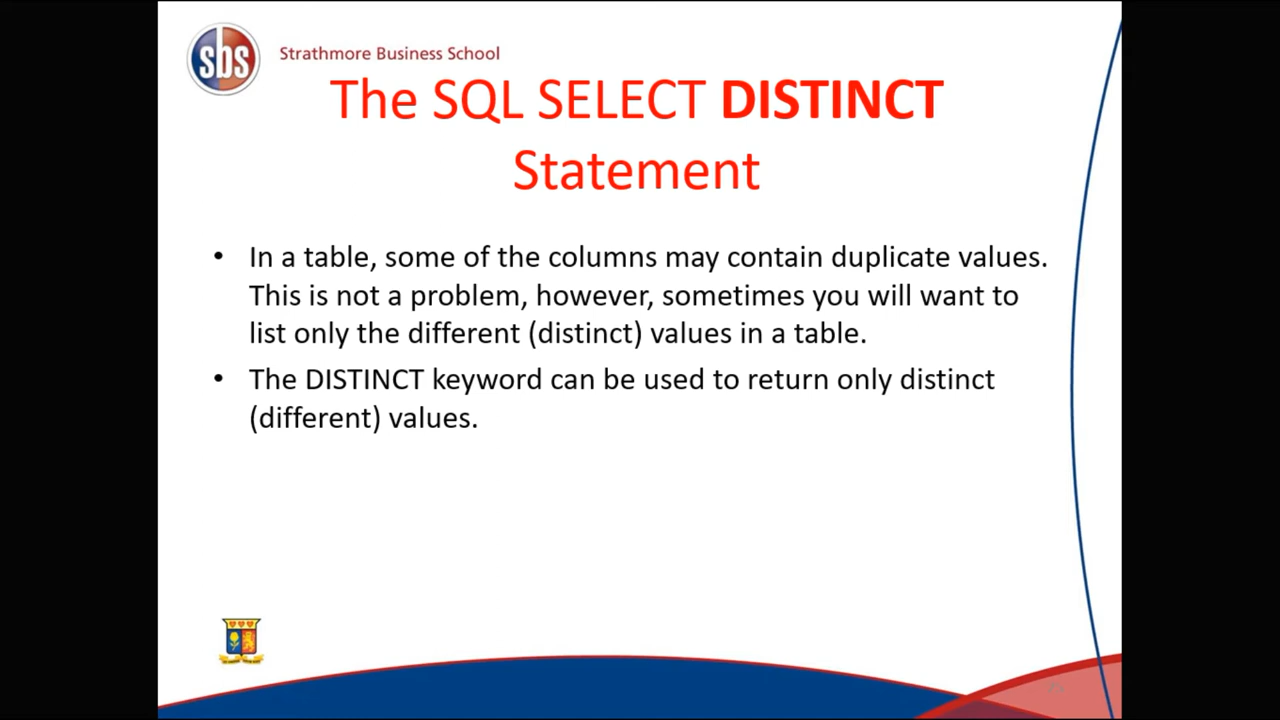 sbs
Strathmore Business School
The SQL SELECT DISTINCT
Statement
• In a table, some of the columns may contain duplicate values.
This is not a problem, however, sometimes you will want to
list only the different (distinct) values in a table.
• The DISTINCT keyword can be used to return only distinct
(different) values.